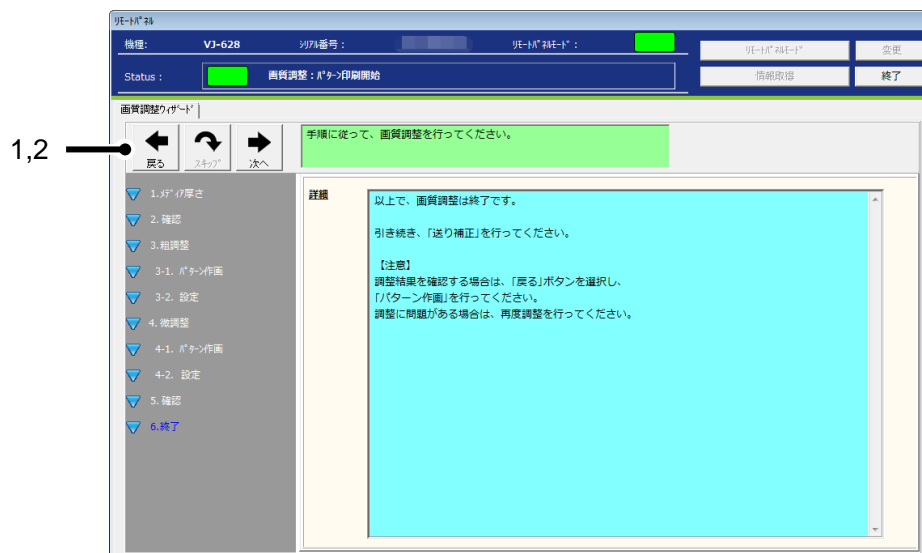 ﾘﾓｰﾄﾊﾟﾈﾙ
機種: VJ-628 ｼﾘｱﾙ番号 : ﾘﾓｰﾄﾊﾟﾈﾙﾓｰﾄﾞ :
ﾘﾓｰﾄﾊﾟﾈﾙﾓｰﾄﾞ 変更
Status : 画質調整 : ﾊﾟﾀｰﾝ印刷開始
情報取得 終了
画質調整ｳｨｻﾞｰﾄﾞ
1,2
戻る ｽｷｯﾌﾟ 次へ
手順に従って、画質調整を行ってください。
1.ﾒﾃﾞｨｱ厚さ
2. 確認
3.粗調整
3-1. ﾊﾟﾀｰﾝ作画
3-2. 設定
4. 微調整
4-1. ﾊﾟﾀｰﾝ作画
4-2. 設定
5. 確認
6.終了
詳細
以上で、画質調整は終了です。
引き続き、「送り補正」を行ってください。
【注意】
調整結果を確認する場合は、「戻る」ボタンを選択し、
「パターン作画」を行ってください。
調整に問題がある場合は、再度調整を行ってください。